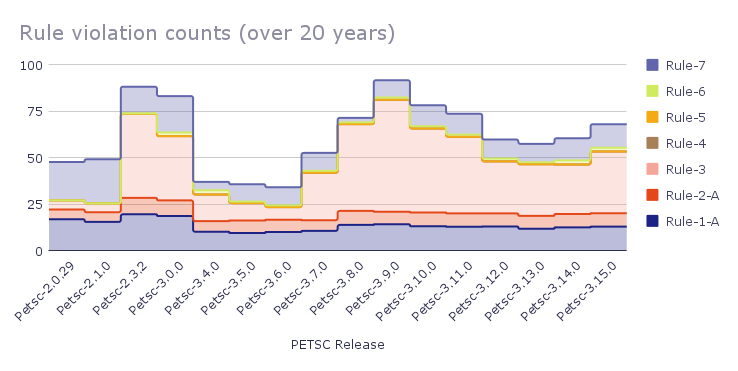 Rule violation counts (over 20 years)
100
75
50
25
0
Petsc-2.0.29
Petsc-2.1.0
Petsc-2.3.2
Petsc-3.0.0
Petsc-3.4.0
Petsc-3.5.0
Petsc-3.6.0
Petsc-3.7.0
Petsc-3.8.0
Petsc-3.9.0
Petsc-3.10.0
Petsc-3.11.0
Petsc-3.12.0
Petsc-3.13.0
Petsc-3.14.0
Petsc-3.15.0
PETSC Release
Rule-7
Rule-6
Rule-5
Rule-4
Rule-3
Rule-2-A
Rule-1-A